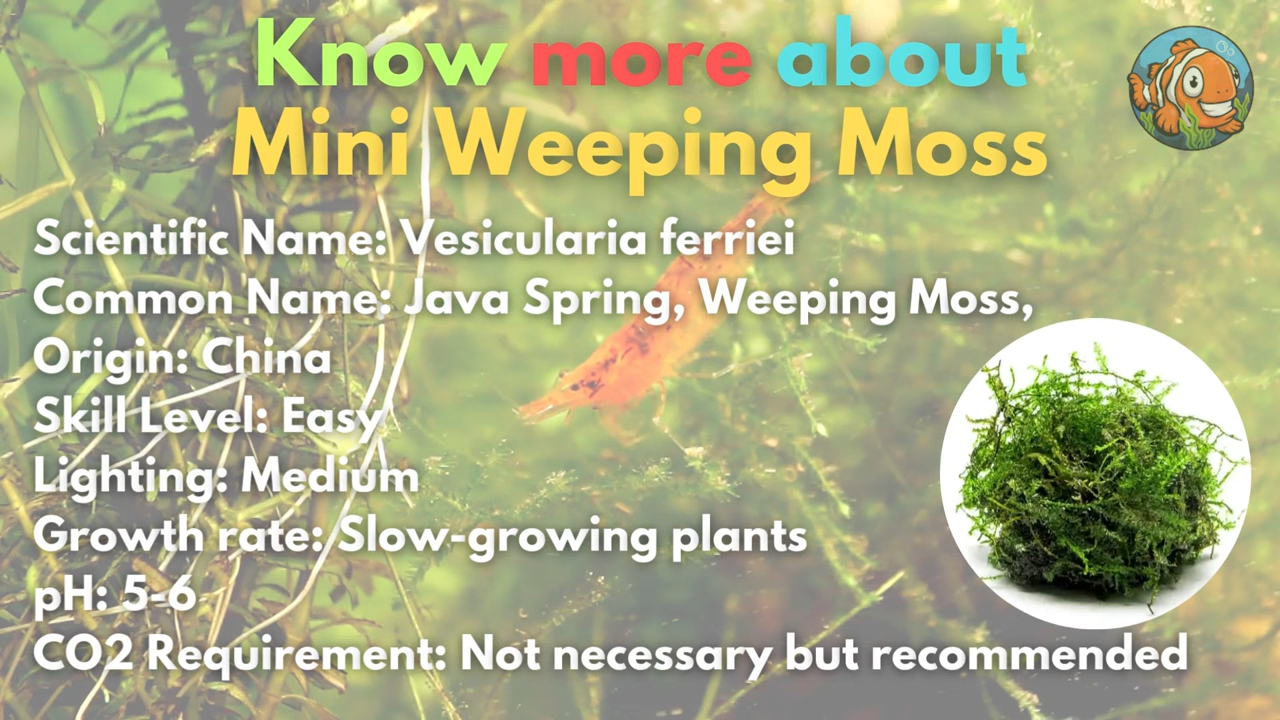 Know more about
Mini Weeping Moss
Scientific Name: Vesicularia ferriei
Common Name: Java Spring, Weeping Moss,
Origin: China
Skill Level: Easy
Lighting: Medium
Growth rate: Slow-growing plants
pH: 5-6
CO2 Requirement: Not necessary but recommended